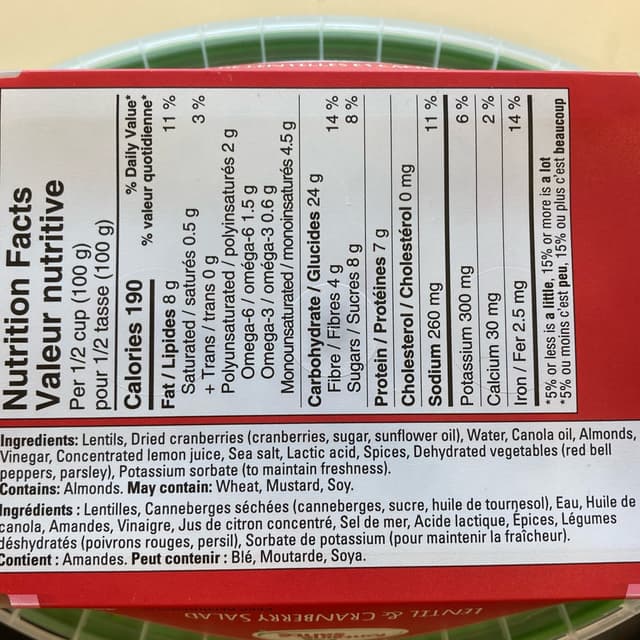 Nutrition Facts
Valeur nutritive
Per 1/2 cup (100 g)
pour 1/2 tasse (100 g)
% Daily Value*
% valeur quotidienne*
Calories 190
Fat / Lipides 8 g 11 %
Saturated / saturés 0.5 g 3 %
+ Trans / trans 0 g
Polyunsaturated / polyinsaturés 2 g
Omega-6 / oméga-6 1.5 g
Omega-3 / oméga-3 0.6 g
Monounsaturated / monoinsaturés 4.5 g
Carbohydrate / Glucides 24 g
Fibre / Fibres 4 g 14 %
Sugars / Sucres 8 g 8 %
Protein / Protéines 7 g
Cholesterol / Cholestérol 0 mg
Sodium 260 mg 11 %
Potassium 300 mg 6 %
Calcium 30 mg 2 %
Iron / Fer 2.5 mg 14 %
*5% or less is a little, 15% or more is a lot
*5% ou moins c'est peu, 15% ou plus c'est beaucoup
Ingredients: Lentils, Dried cranberries (cranberries, sugar, sunflower oil), Water, Canola oil, Almonds,
Vinegar, Concentrated lemon juice, Sea salt, Lactic acid, Spices, Dehydrated vegetables (red bell
peppers, parsley), Potassium sorbate (to maintain freshness).
Contains: Almonds. May contain: Wheat, Mustard, Soy.
Ingrédients : Lentilles, Canneberges séchées (canneberges, sucre, huile de tournesol), Eau, Huile de
canola, Amandes, Vinaigre, Jus de citron concentré, Sel de mer, Acide lactique, Épices, Légumes
déshydratés (poivrons rouges, persil), Sorbate de potassium (pour maintenir la fraîcheur).
Contient : Amandes. Peut contenir : Blé, Moutarde, Soya.
LENTIL & CRANBERRY SALAD